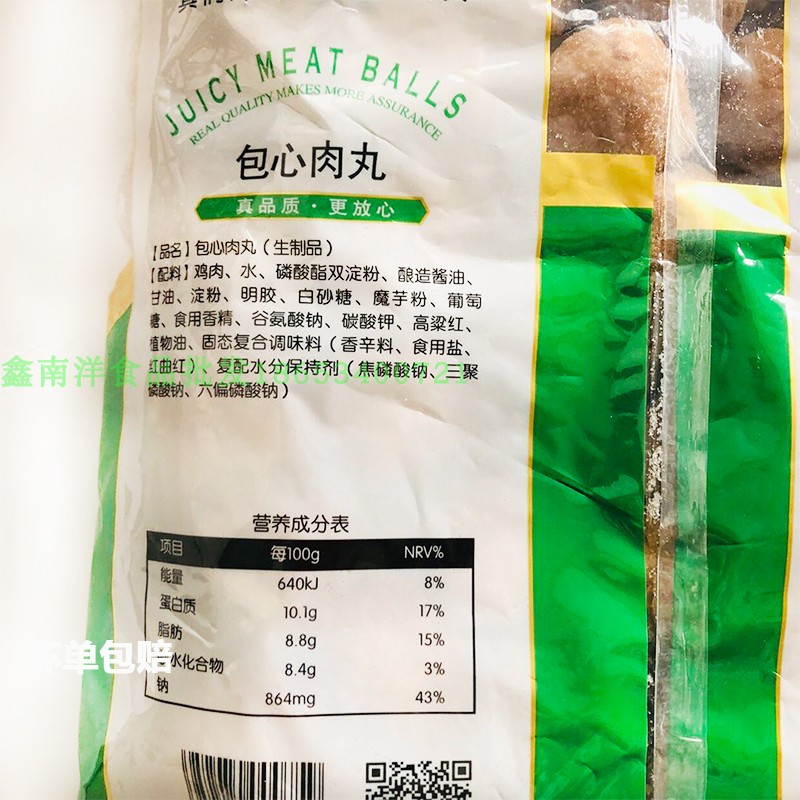 JUICY MEAT BALLS
REAL QUALITY MAKES MORE ASSURANCE
包心肉丸
真品质·更放心
【品名】包心肉丸（生制品）
【配料】鸡肉、水、磷酸酯双淀粉、酿造酱油、
甘油、淀粉、明胶、白砂糖、魔芋粉、葡萄
糖、食用香精、谷氨酸钠、碳酸钾、高粱红、
植物油、固态复合调味料（香辛料、食用盐、
红曲红）、复配水分保持剂（焦磷酸钠、三聚
磷酸钠、六偏磷酸钠）
鑫南洋食品批
营养成分表
项目 每100g NRV%
能量 640kJ 8%
蛋白质 10.1g 17%
脂肪 8.8g 15%
水化合物 8.4g 3%
钠 864mg 43%
坏单包赔